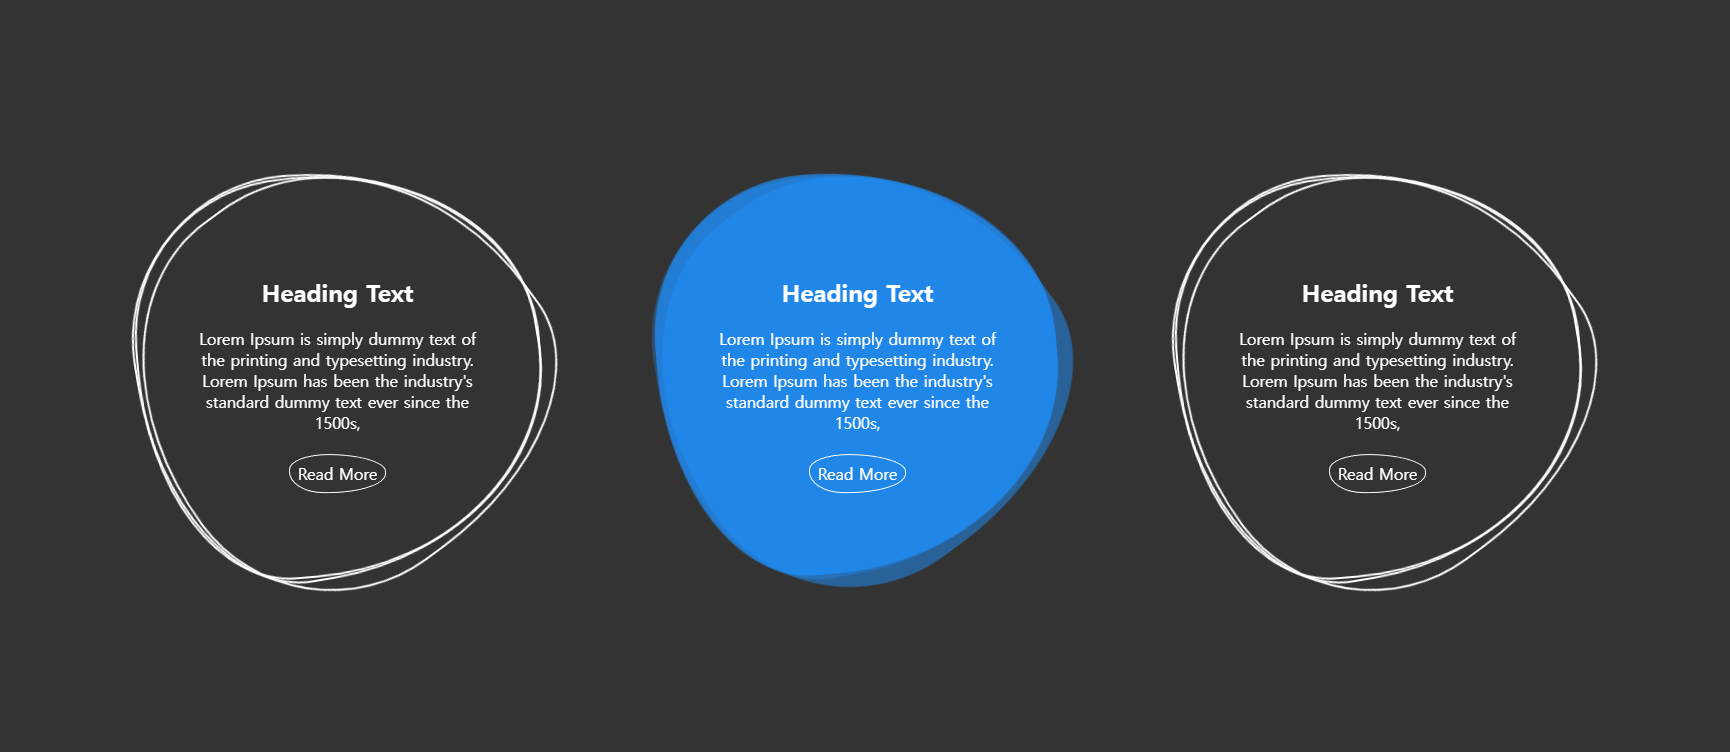 Heading Text
Lorem Ipsum is simply dummy text of
the printing and typesetting industry.
Lorem Ipsum has been the industry's
standard dummy text ever since the
1500s,
Read More
Heading Text
Lorem Ipsum is simply dummy text of
the printing and typesetting industry.
Lorem Ipsum has been the industry's
standard dummy text ever since the
1500s,
Read More
Heading Text
Lorem Ipsum is simply dummy text of
the printing and typesetting industry.
Lorem Ipsum has been the industry's
standard dummy text ever since the
1500s,
Read More